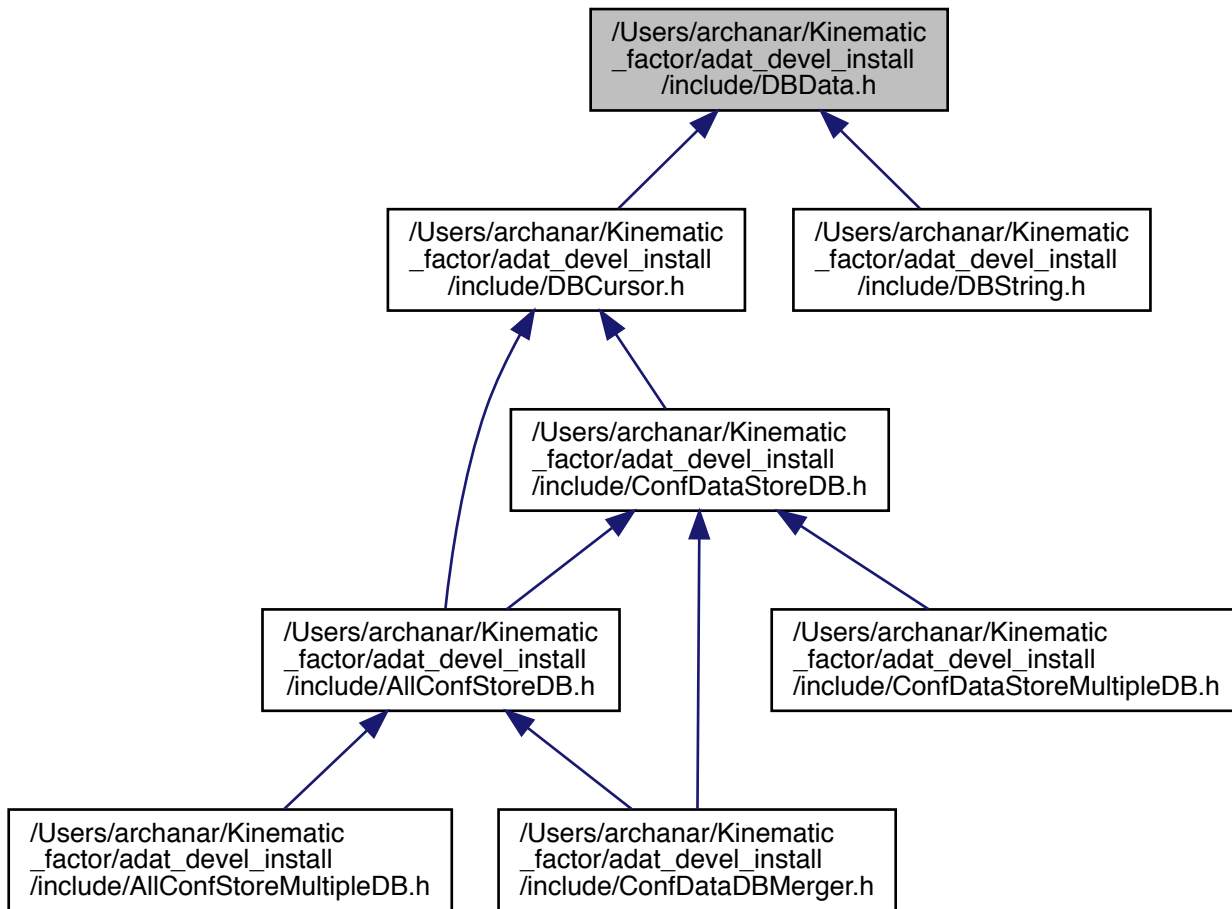 /Users/archanar/Kinematic
_factor/adat_devel_install
/include/DBData.h
/Users/archanar/Kinematic
_factor/adat_devel_install
/include/DBCursor.h
/Users/archanar/Kinematic
_factor/adat_devel_install
/include/DBString.h
/Users/archanar/Kinematic
_factor/adat_devel_install
/include/ConfDataStoreDB.h
/Users/archanar/Kinematic
_factor/adat_devel_install
/include/AllConfStoreDB.h
/Users/archanar/Kinematic
_factor/adat_devel_install
/include/ConfDataStoreMultipleDB.h
/Users/archanar/Kinematic
_factor/adat_devel_install
/include/AllConfStoreMultipleDB.h
/Users/archanar/Kinematic
_factor/adat_devel_install
/include/ConfDataDBMerger.h